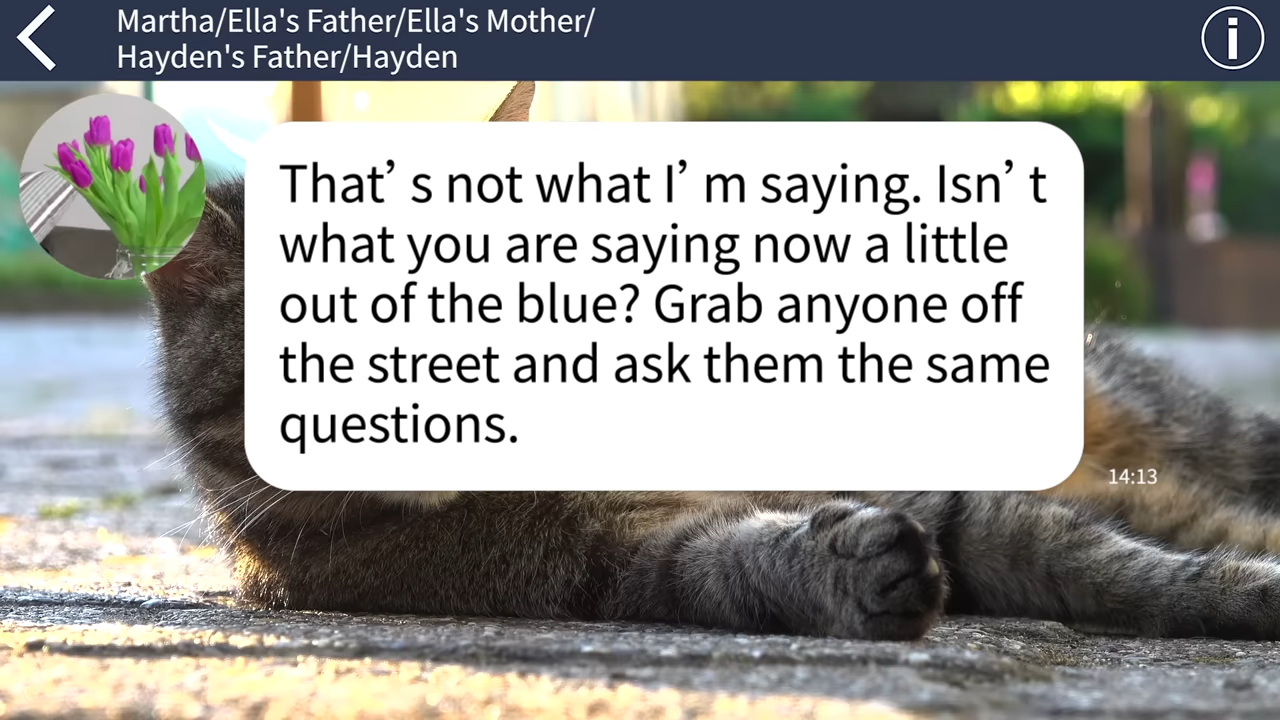 Martha/Ella's Father/Ella's Mother/
Hayden's Father/Hayden
That’ s not what I’ m saying. Isn’ t
what you are saying now a little
out of the blue? Grab anyone off
the street and ask them the same
questions.
14:13